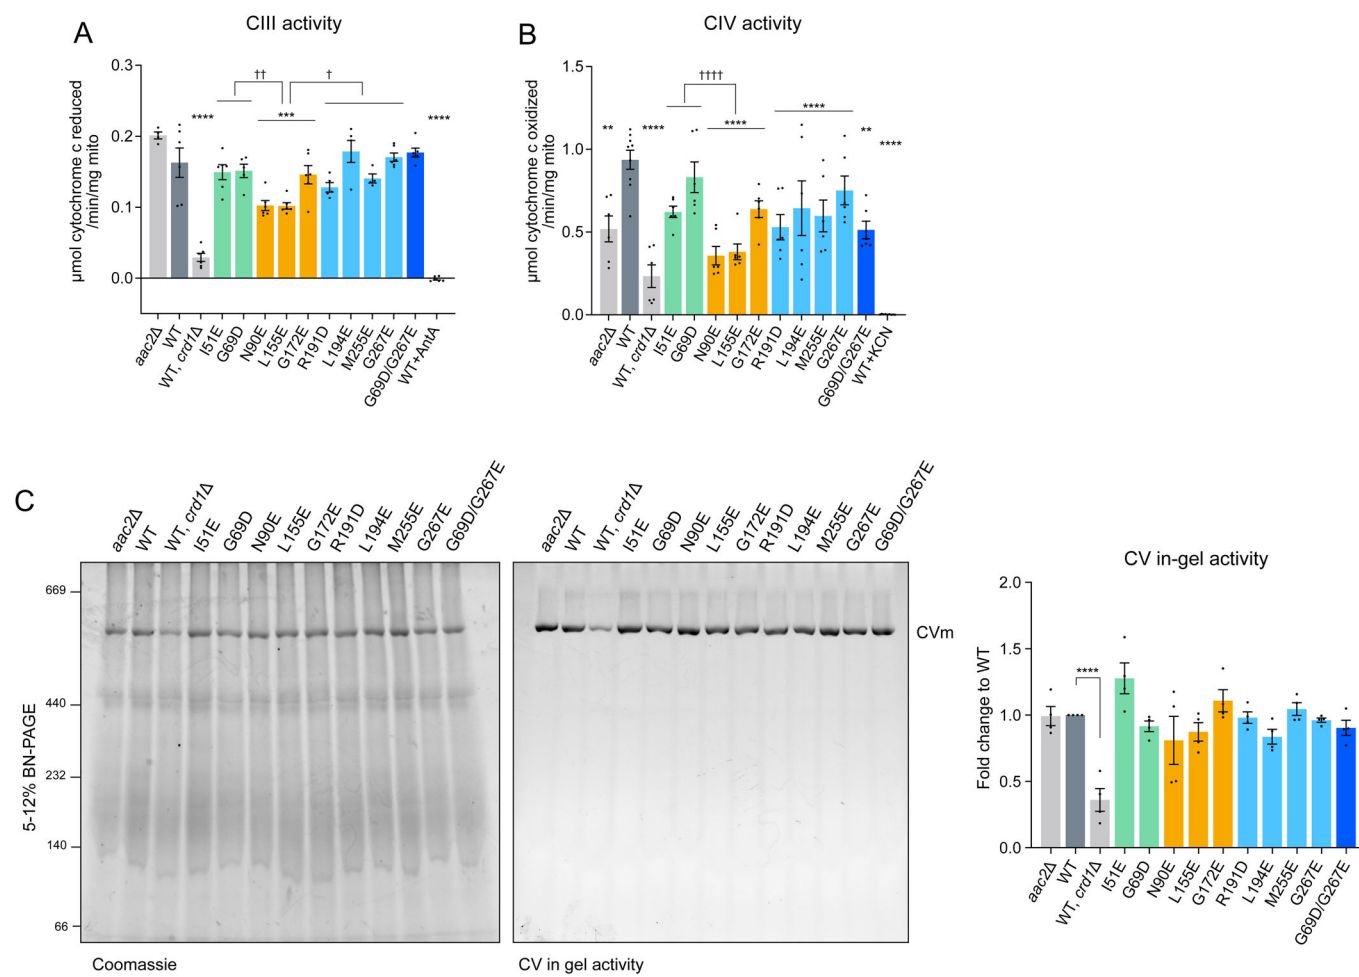 A
CIII activity
μmol cytochrome c reduced
/min/mg mito
0.3
0.2
0.1
0.0
††
†
****
***
****
aac2Δ
WT
WT, crd1Δ
I51E
G69D
N90E
L155E
G172E
R191D
L194E
M255E
G267E
G69D/G267E
WT+AntA
B
CIV activity
μmol cytochrome c oxidized
/min/mg mito
1.5
1.0
0.5
0.0
††††
**
****
****
****
**
****
aac2Δ
WT
WT, crd1Δ
I51E
G69D
N90E
L155E
G172E
R191D
L194E
M255E
G267E
G69D/G267E
WT+KCN
C
aac2Δ
WT
WT, crd1Δ
I51E
G69D
N90E
L155E
G172E
R191D
L194E
M255E
G267E
G69D/G267E
5-12% BN-PAGE
669
440
232
140
66
Coomassie
aac2Δ
WT
WT, crd1Δ
I51E
G69D
N90E
L155E
G172E
R191D
L194E
M255E
G267E
G69D/G267E
CVm
CV in gel activity
CV in-gel activity
Fold change to WT
2.0
1.5
1.0
0.5
0.0
****
aac2Δ
WT
WT, crd1Δ
I51E
G69D
N90E
L155E
G172E
R191D
L194E
M255E
G267E
G69D/G267E